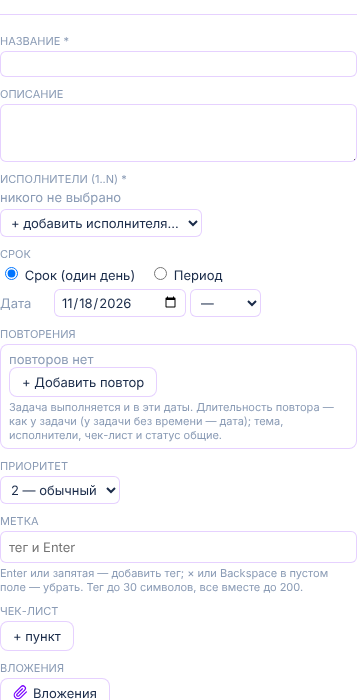 НАЗВАНИЕ *
ОПИСАНИЕ
ИСПОЛНИТЕЛИ (1..N) *
никого не выбрано
+ добавить исполнителя...
СРОК
Срок (один день) Период
Дата 11/18/2026 —
ПОВТОРЕНИЯ
повторов нет
+ Добавить повтор
Задача выполняется и в эти даты. Длительность повтора —
как у задачи (у задачи без времени — дата); тема,
исполнители, чек-лист и статус общие.
ПРИОРИТЕТ
2 — обычный
МЕТКА
тег и Enter
Enter или запятая — добавить тег; × или Backspace в пустом
поле — убрать. Тег до 30 символов, все вместе до 200.
ЧЕК-ЛИСТ
+ пункт
ВЛОЖЕНИЯ
Вложения